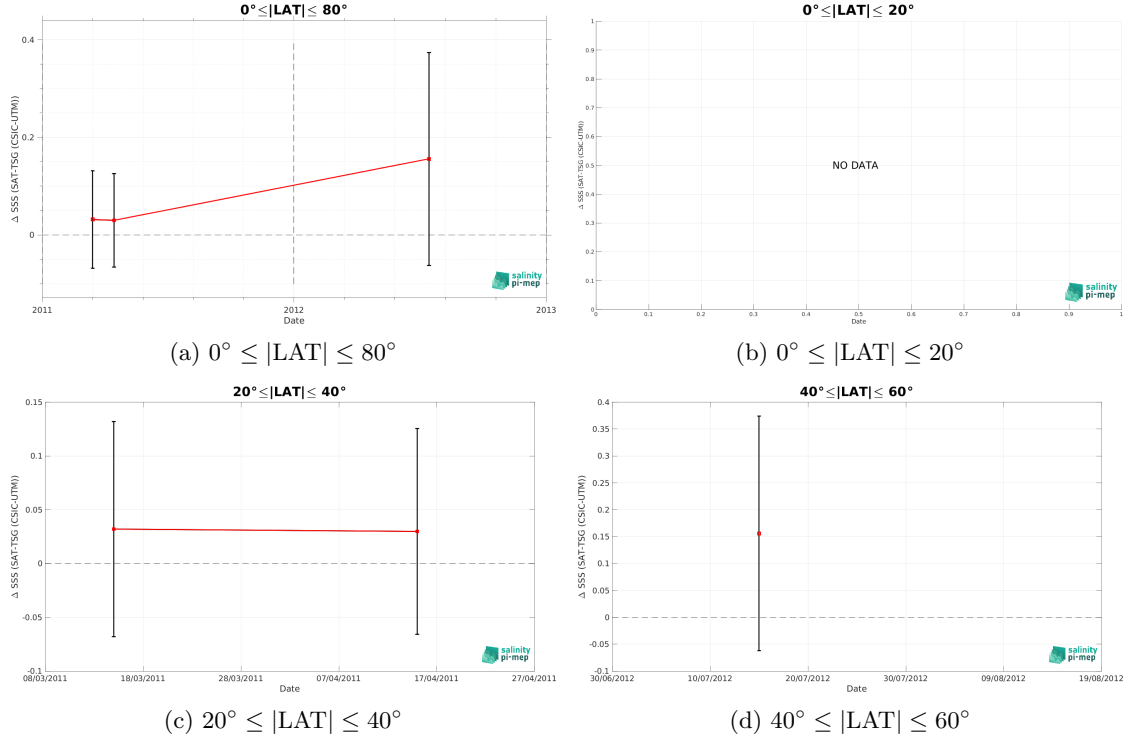 0°≤|LAT|≤ 80°
Δ SSS (SAT-TSG (CSIC-UTM))
0.4
0.2
0
2011
2012
2013
Date
salinity
pi-mep
(a) 0° ≤ |LAT| ≤ 80°
0°≤|LAT|≤ 20°
Δ SSS (SAT-TSG (CSIC-UTM))
1
0.9
0.8
0.7
0.6
0.5
0.4
0.3
0.2
0.1
0
NO DATA
0
0.1
0.2
0.3
0.4
0.5
0.6
0.7
0.8
0.9
1
Date
salinity
pi-mep
(b) 0° ≤ |LAT| ≤ 20°
20°≤|LAT|≤ 40°
Δ SSS (SAT-TSG (CSIC-UTM))
0.15
0.1
0.05
0
-0.05
-0.1
08/03/2011
18/03/2011
28/03/2011
07/04/2011
17/04/2011
27/04/2011
Date
salinity
pi-mep
(c) 20° ≤ |LAT| ≤ 40°
40°≤|LAT|≤ 60°
Δ SSS (SAT-TSG (CSIC-UTM))
0.4
0.35
0.3
0.25
0.2
0.15
0.1
0.05
0
-0.05
-0.1
30/06/2012
10/07/2012
20/07/2012
30/07/2012
09/08/2012
19/08/2012
Date
salinity
pi-mep
(d) 40° ≤ |LAT| ≤ 60°